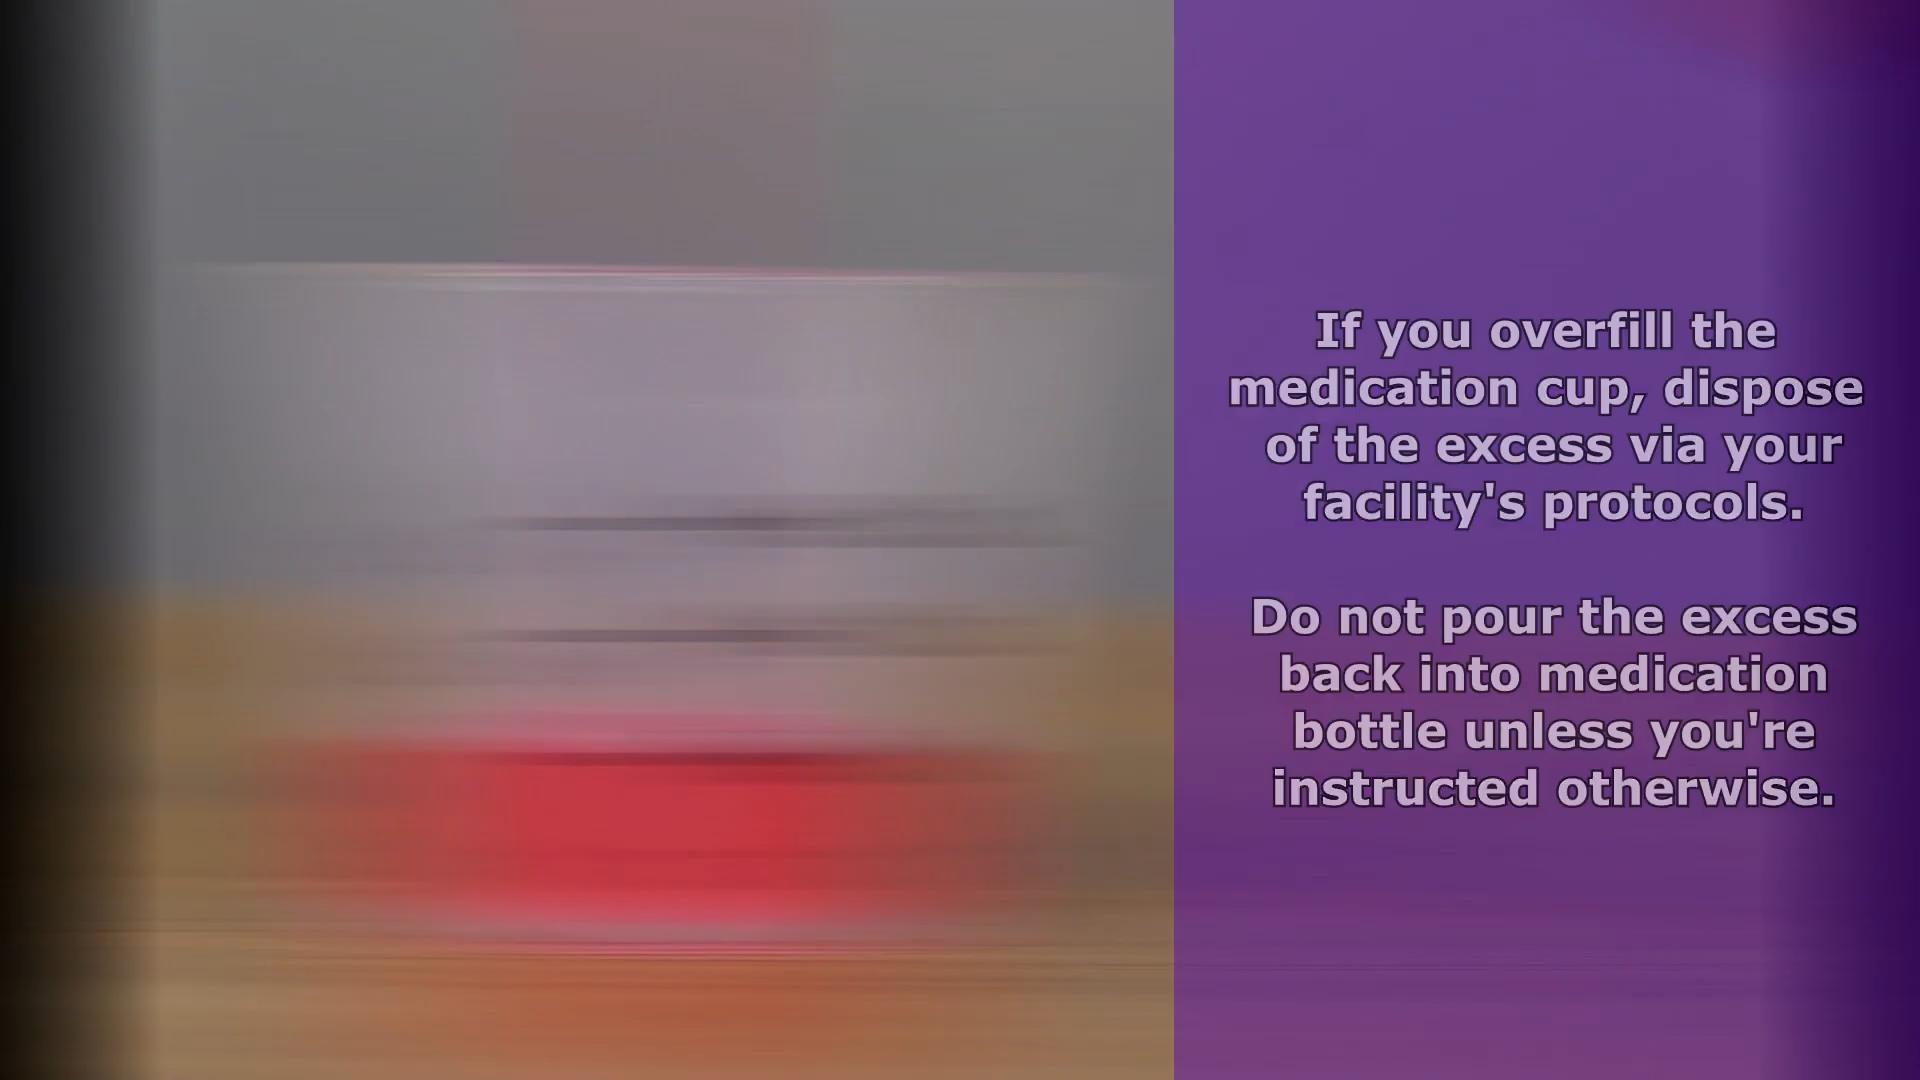 If you overfill the
medication cup, dispose
of the excess via your
facility's protocols.
Do not pour the excess
back into medication
bottle unless you're
instructed otherwise.